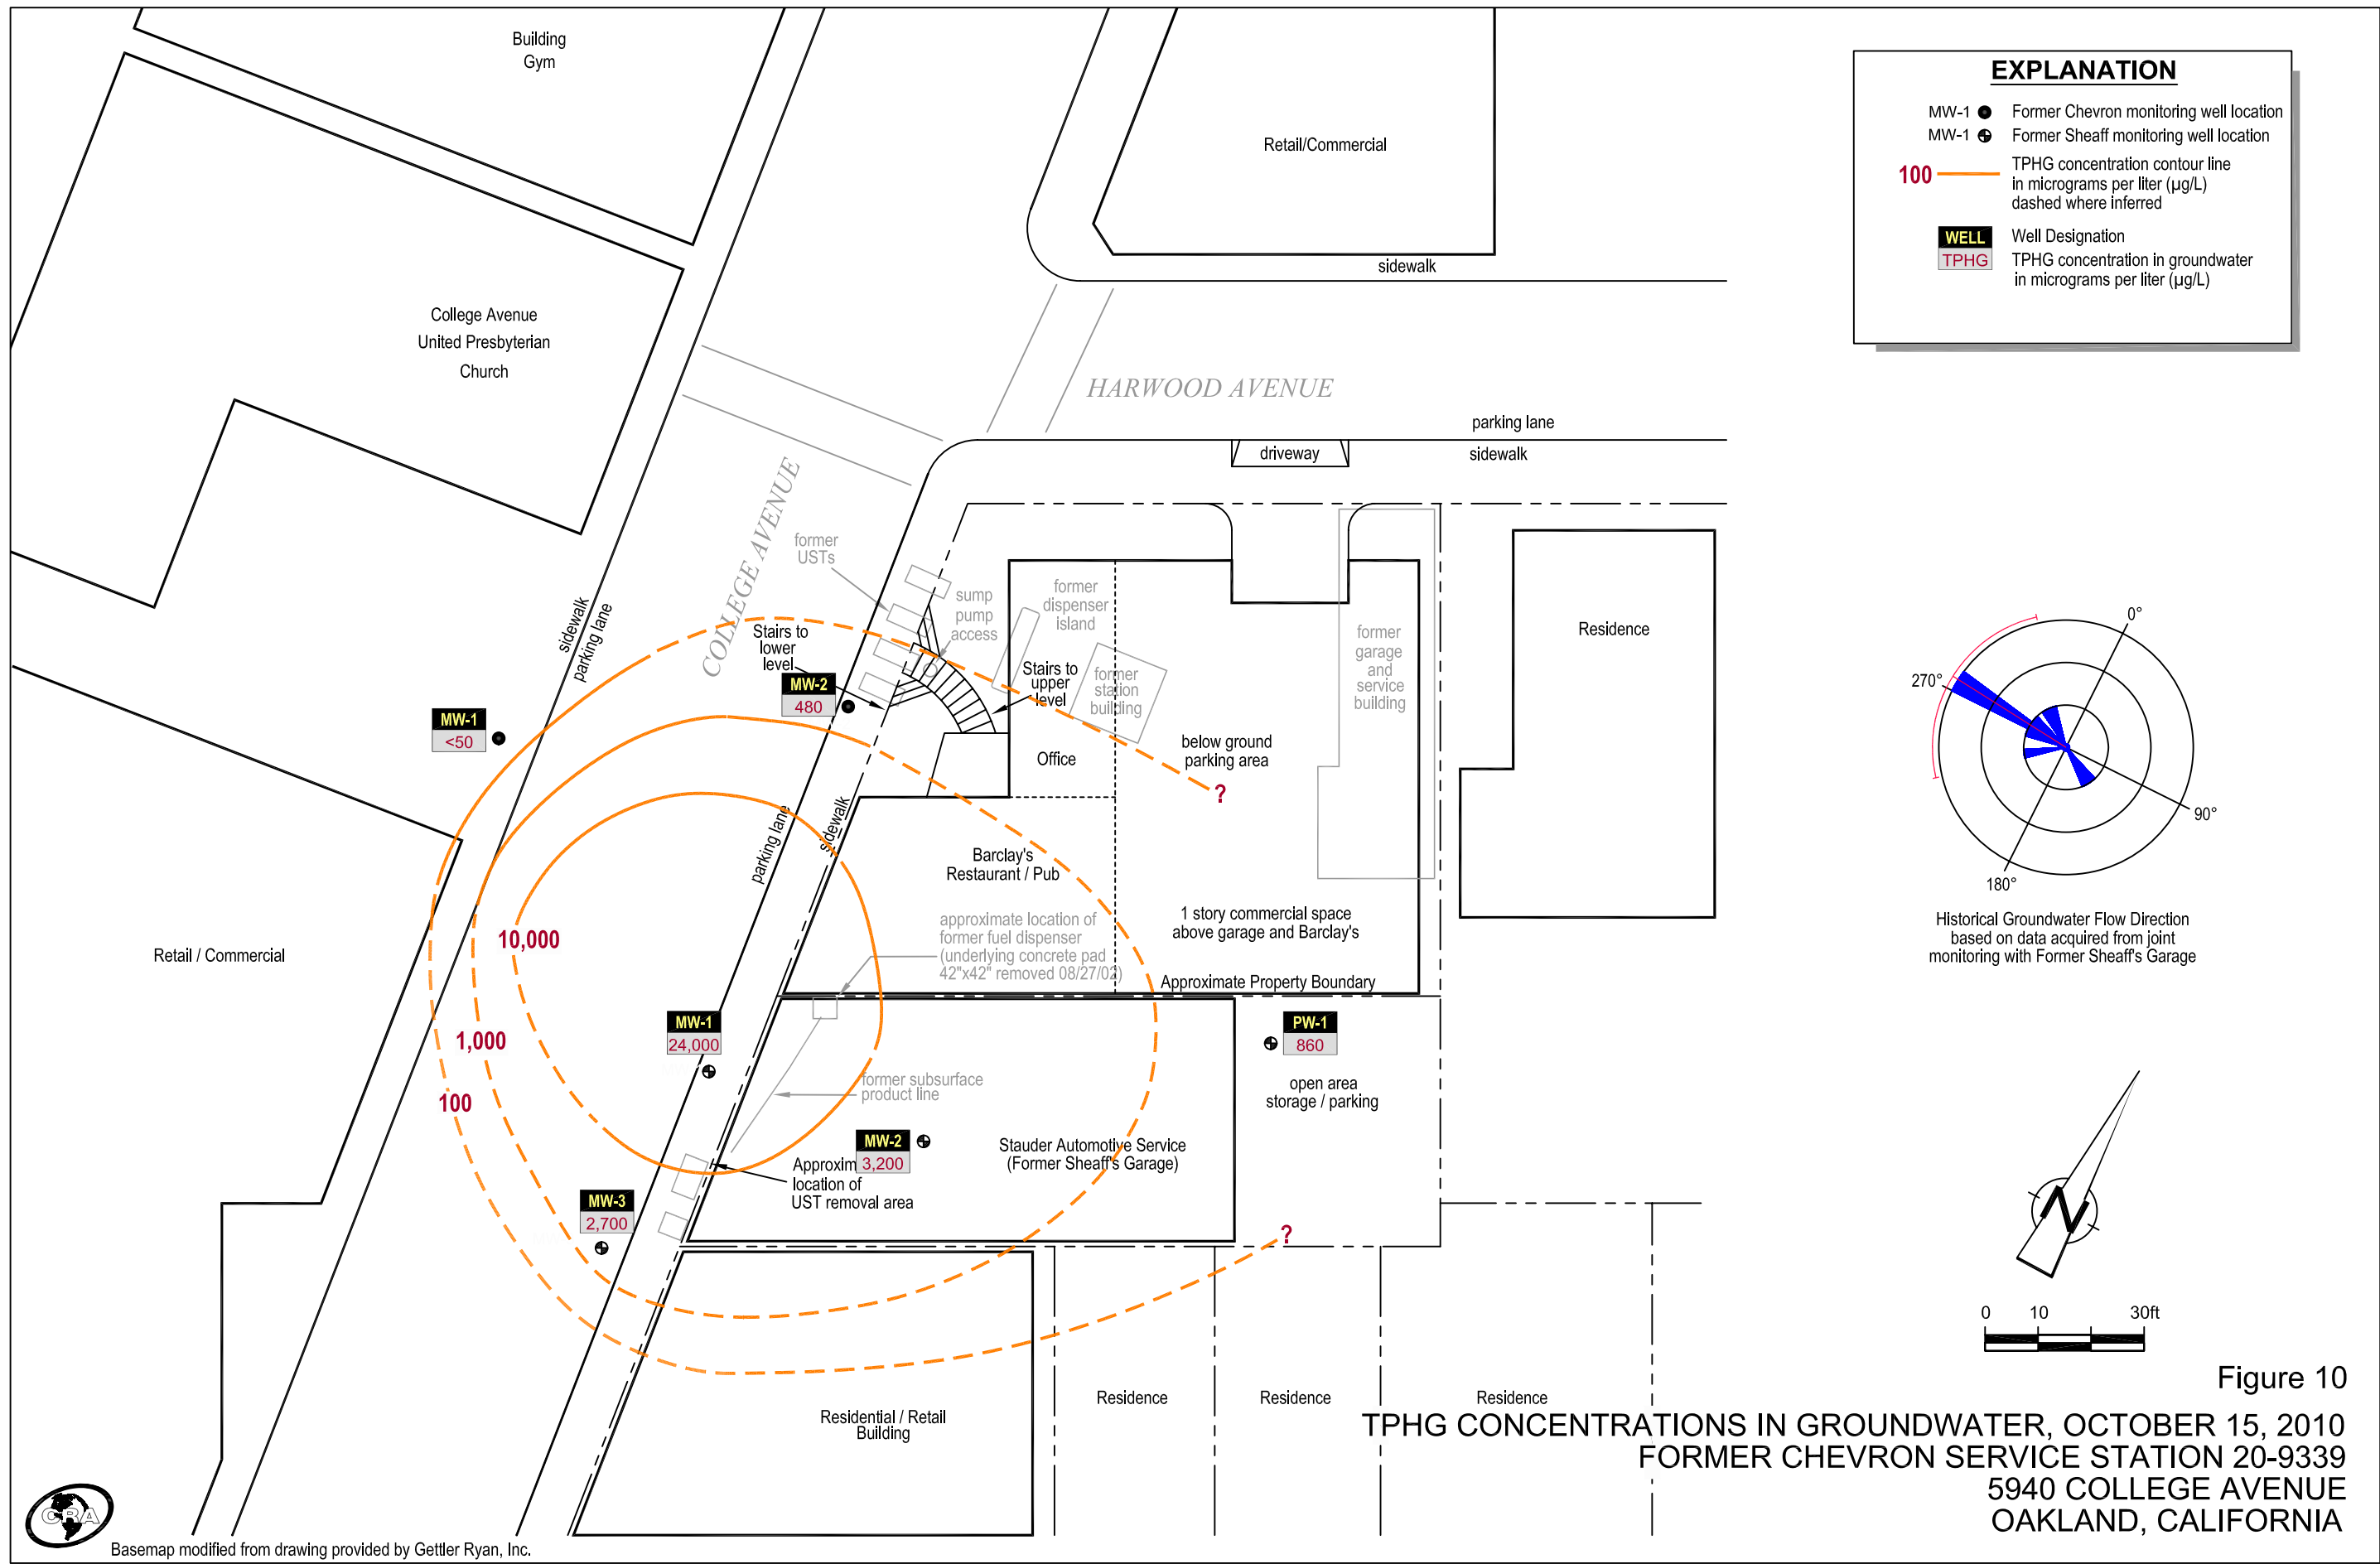 Building
Gym
College Avenue
United Presbyterian
Church
Retail/Commercial
sidewalk
HARWOOD AVENUE
parking lane
sidewalk
driveway
EXPLANATION
MW-1 Former Chevron monitoring well location
MW-1 Former Sheaff monitoring well location
100
TPHG concentration contour line
in micrograms per liter (µg/L)
dashed where inferred
WELL Well Designation
TPHG TPHG concentration in groundwater
in micrograms per liter (µg/L)
COLLEGE AVENUE
sidewalk
parking lane
former
USTs
sump
pump
access
former
dispenser
island
Stairs to
lower
level
Stairs to
upper
level
former
station
building
former
garage
and
service
building
Residence
MW-2
480
MW-1
<50
Office
below ground
parking area
?
parking lane
sidewalk
Barclay's
Restaurant / Pub
1 story commercial space
above garage and Barclay's
approximate location of
former fuel dispenser
(underlying concrete pad
42"x42" removed 08/27/02)
Approximate Property Boundary
Retail / Commercial
10,000
1,000
100
MW-1
24,000
PW-1
860
open area
storage / parking
former subsurface
product line
MW-2
3,200
Stauder Automotive Service
(Former Sheaff's Garage)
Approxim
location of
UST removal area
MW-3
2,700
?
Residential / Retail
Building
Residence
Residence
Residence
0°
270°
90°
180°
Historical Groundwater Flow Direction
based on data acquired from joint
monitoring with Former Sheaff's Garage
N
0 10 30ft
Figure 10
TPHG CONCENTRATIONS IN GROUNDWATER, OCTOBER 15, 2010
FORMER CHEVRON SERVICE STATION 20-9339
5940 COLLEGE AVENUE
OAKLAND, CALIFORNIA
CRA
Basemap modified from drawing provided by Gettler Ryan, Inc.